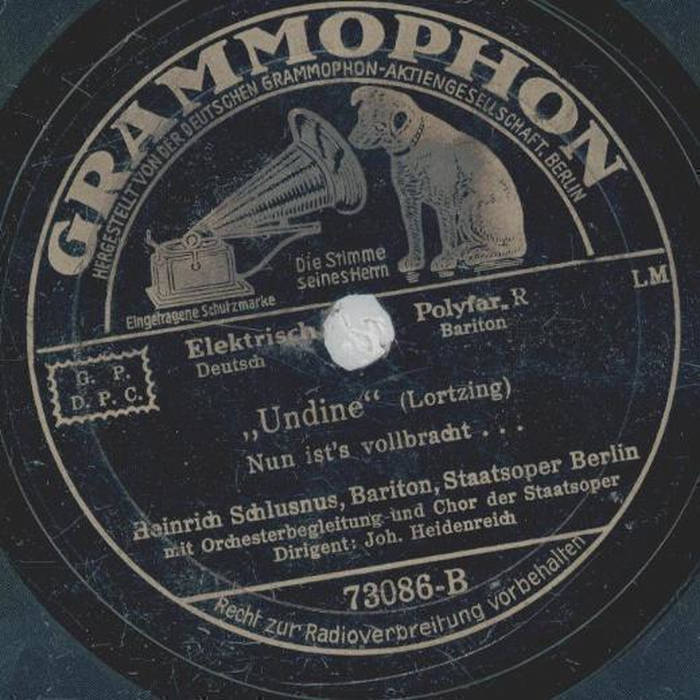 GRAMMOPHON
HERGESTELLT VON DER DEUTSCHEN GRAMMOPHON-AKTIENGESELLSCHAFT. BERLIN
Die Stimme
seines Herrn
Eingetragene Schutzmarke
LM
Elektrisch
Polyfar„R
Deutsch
Bariton
G. P.
D. P. C.
„Undine“ (Lortzing)
Nun ist's vollbracht . . .
Heinrich Schlusnus, Bariton, Staatsoper Berlin
mit Orchesterbegleitung und Chor der Staatsoper
Dirigent: Joh. Heidenreich
73086-B
Recht zur Radioverbreitung vorbehalten